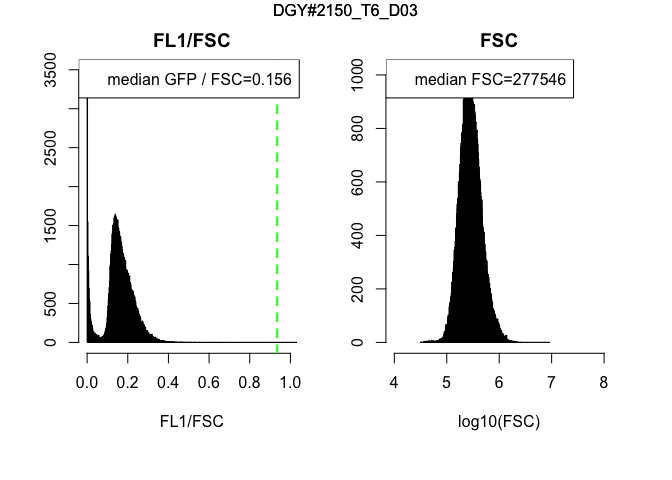 DGY#2150_T6_D03
FL1/FSC
median GFP / FSC=0.156
3500
2500
1500
500
0
0.0 0.2 0.4 0.6 0.8 1.0
FL1/FSC
FSC
median FSC=277546
1000
800
600
400
200
0
4 5 6 7 8
log10(FSC)